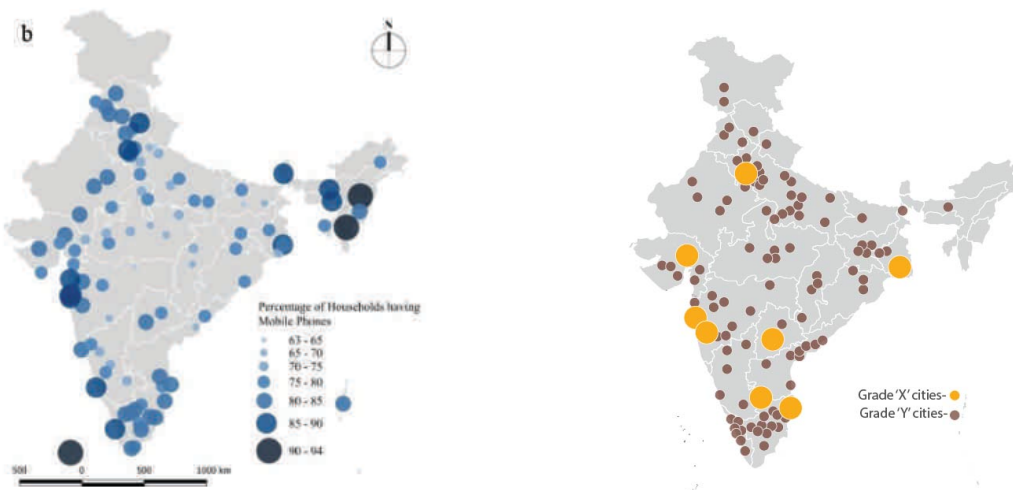 b
N
Percentage of Households having
Mobile Phaines
63 - 65
65 - 70
70 - 75
75 - 80
80 - 85
85 - 90
90 - 94
500 0 500 1000 km
Grade 'X' cities-
Grade 'Y' cities-